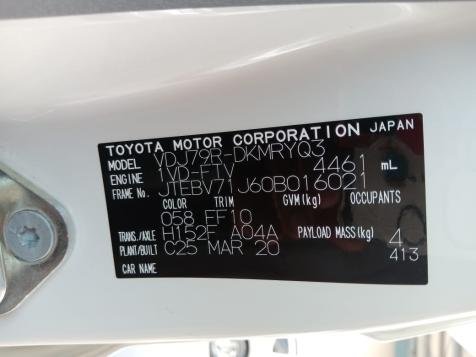 TOYOTA MOTOR CORPORATION JAPAN
MODEL VDJ79R-DKMRYQ3
ENGINE 1VD-FTV 4461 mL
FRAME NO. JTEBV71J60B016021
COLOR TRIM GVM(kg) OCCUPANTS
058 FF10
TRANS./AXLE H152F A04A PAYLOAD MASS(kg) 4
PLANT/BUILT C25 MAR 20 413
CAR NAME